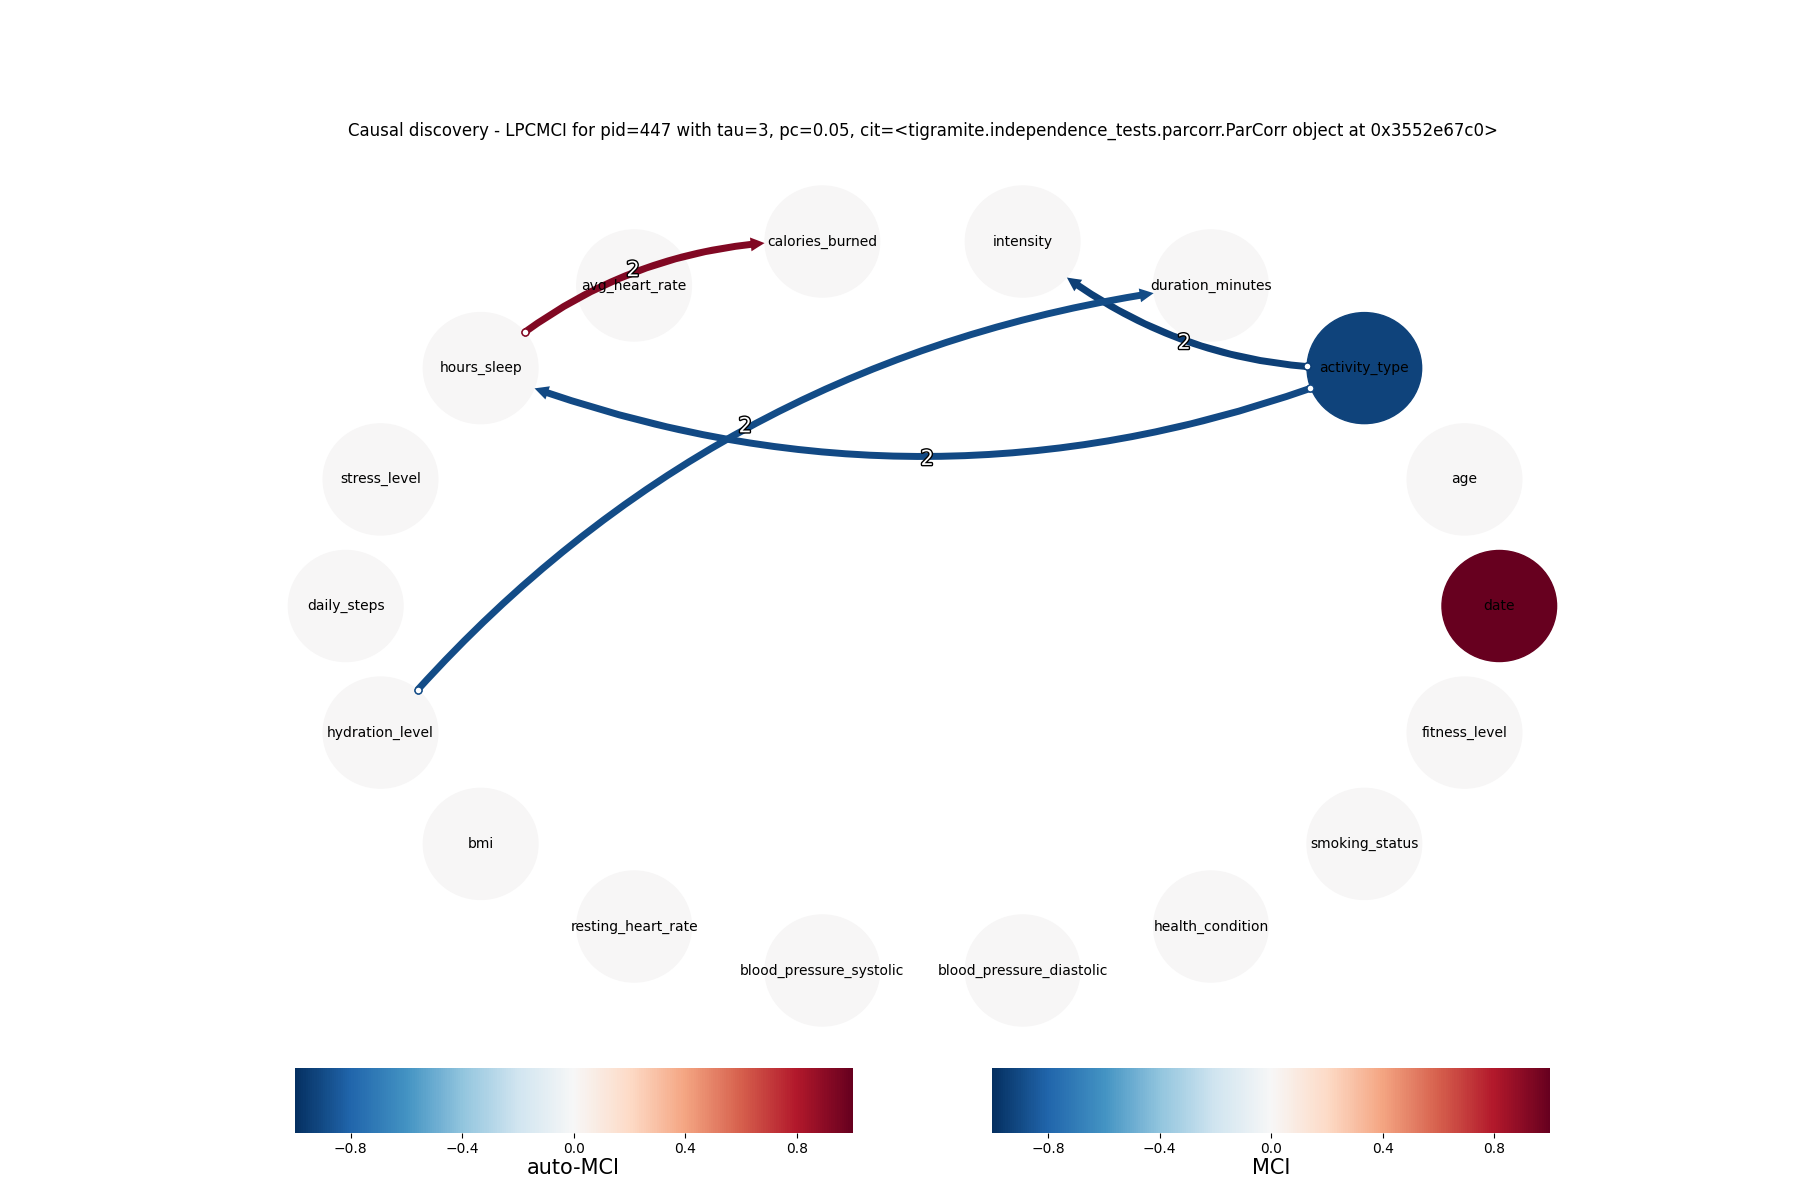 Causal discovery - LPCMCI for pid=447 with tau=3, pc=0.05, cit=<tigramite.independence_tests.parcorr.ParCorr object at 0x3552e67c0>
calories_burned
intensity
2
avg_heart_rate
duration_minutes
2
hours_sleep
activity_type
2
2
stress_level
age
daily_steps
date
hydration_level
fitness_level
bmi
smoking_status
resting_heart_rate
health_condition
blood_pressure_systolic
blood_pressure_diastolic
−0.8 −0.4 0.0 0.4 0.8
auto-MCI
−0.8 −0.4 0.0 0.4 0.8
MCI